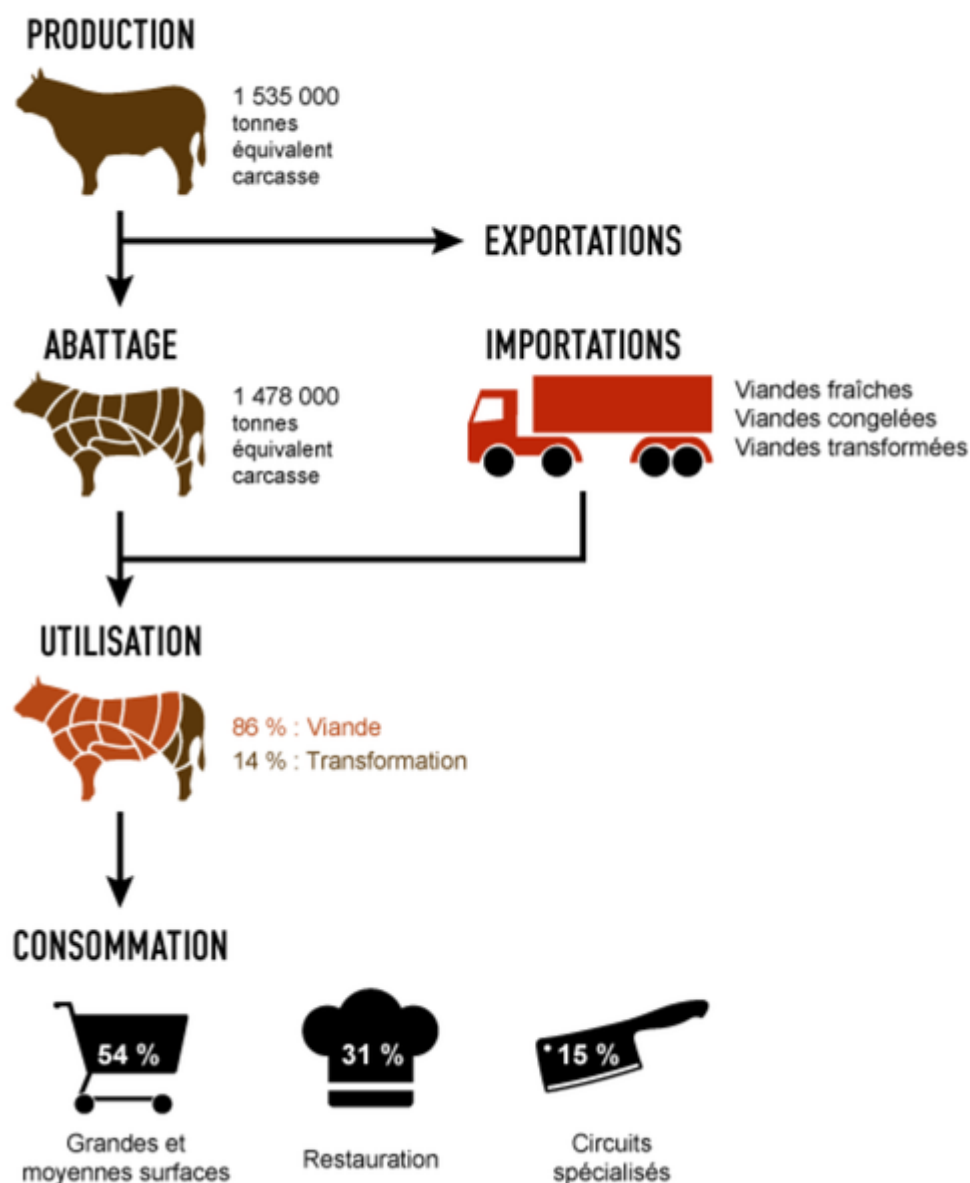 PRODUCTION
1 535 000
tonnes
équivalent
carcasse
EXPORTATIONS
ABATTAGE
1 478 000
tonnes
équivalent
carcasse
IMPORTATIONS
Viandes fraîches
Viandes congelées
Viandes transformées
UTILISATION
86 % : Viande
14 % : Transformation
CONSOMMATION
54 %
31 %
15 %
Grandes et
moyennes surfaces
Restauration
Circuits
spécialisés